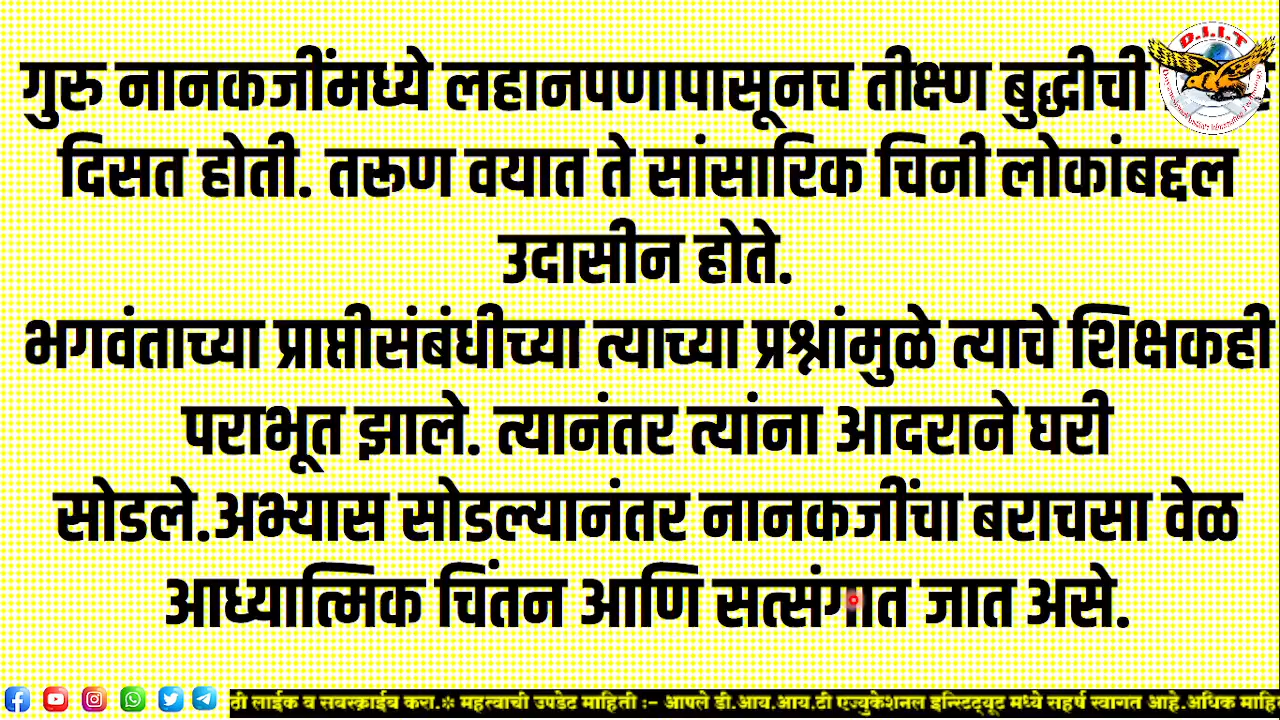 गुरु नानकजींमध्ये लहानपणापासूनच तीक्ष्ण बुद्धीची
दिसत होती. तरूण वयात ते सांसारिक चिनी लोकांबद्दल
उदासीन होते.
भगवंताच्या प्राप्तीसंबंधीच्या त्याच्या प्रश्नांमुळे त्याचे शिक्षकही
पराभूत झाले. त्यानंतर त्यांना आदराने घरी
सोडले.अभ्यास सोडल्यानंतर नानकजींचा बराचसा वेळ
आध्यात्मिक चिंतन आणि सत्संगात जात असे.
D.I.I.T
ठी लाईक व सबस्क्राईब करा.※ महत्वाची उपडेट माहिती :- आपले डी.आय.आय.टी एज्युकेशनल इन्स्टिट्यूट मध्ये सहर्ष स्वागत आहे.अधिक माहि